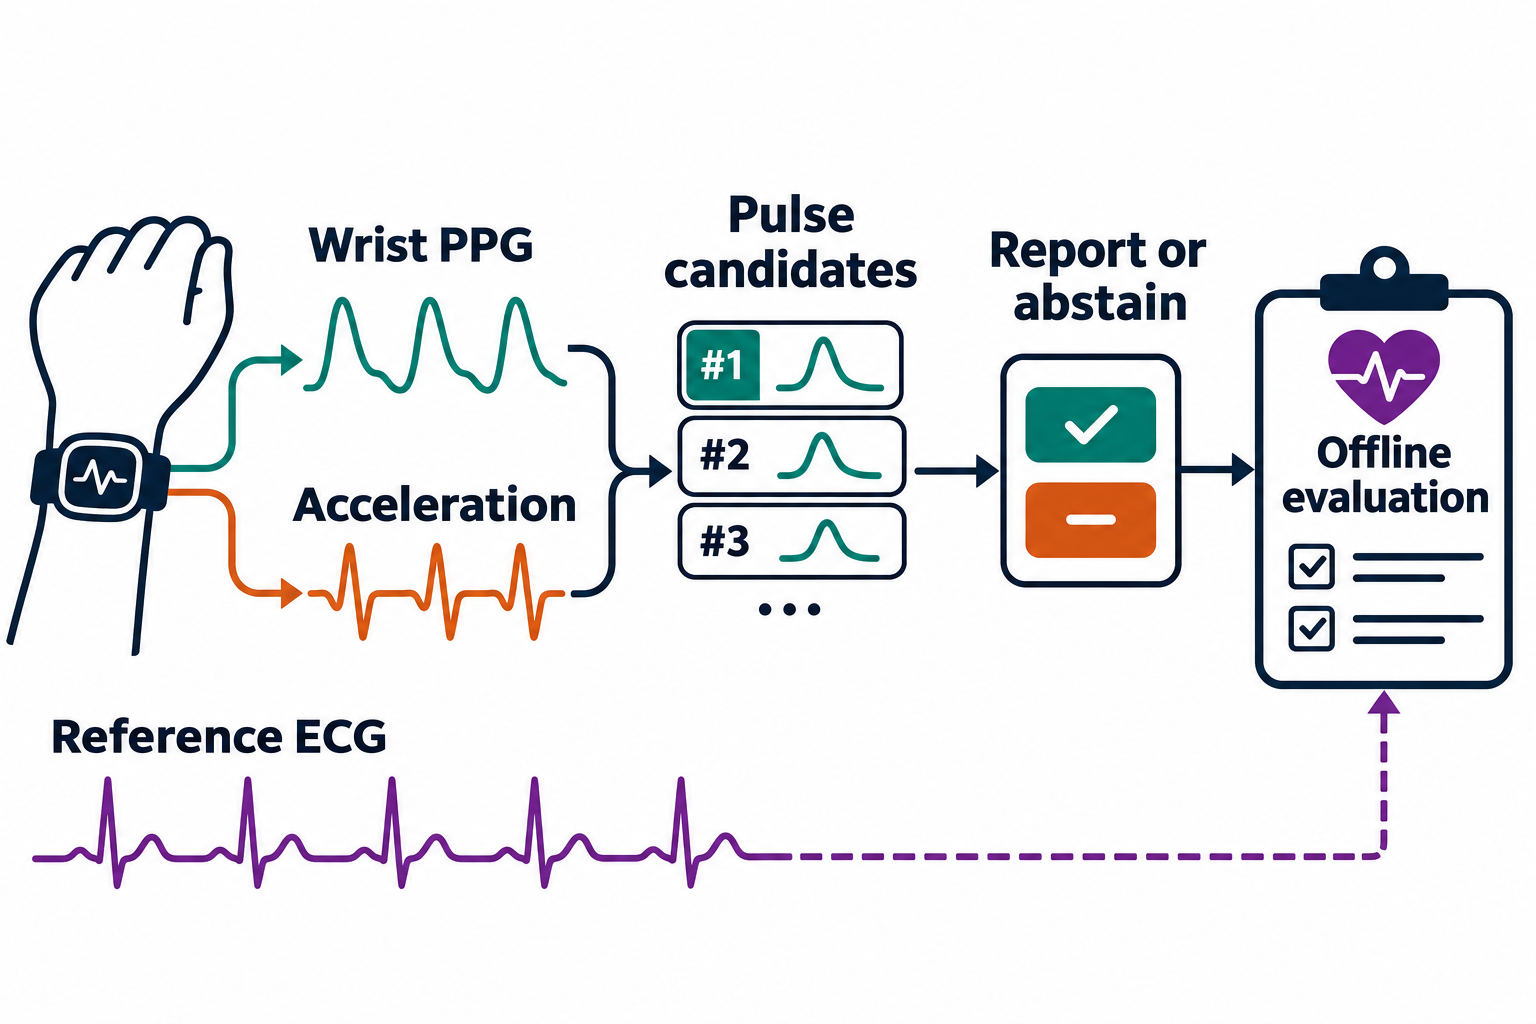 Wrist PPG
Acceleration
Pulse
candidates
#1
#2
#3
Report or
abstain
Offline
evaluation
Reference ECG